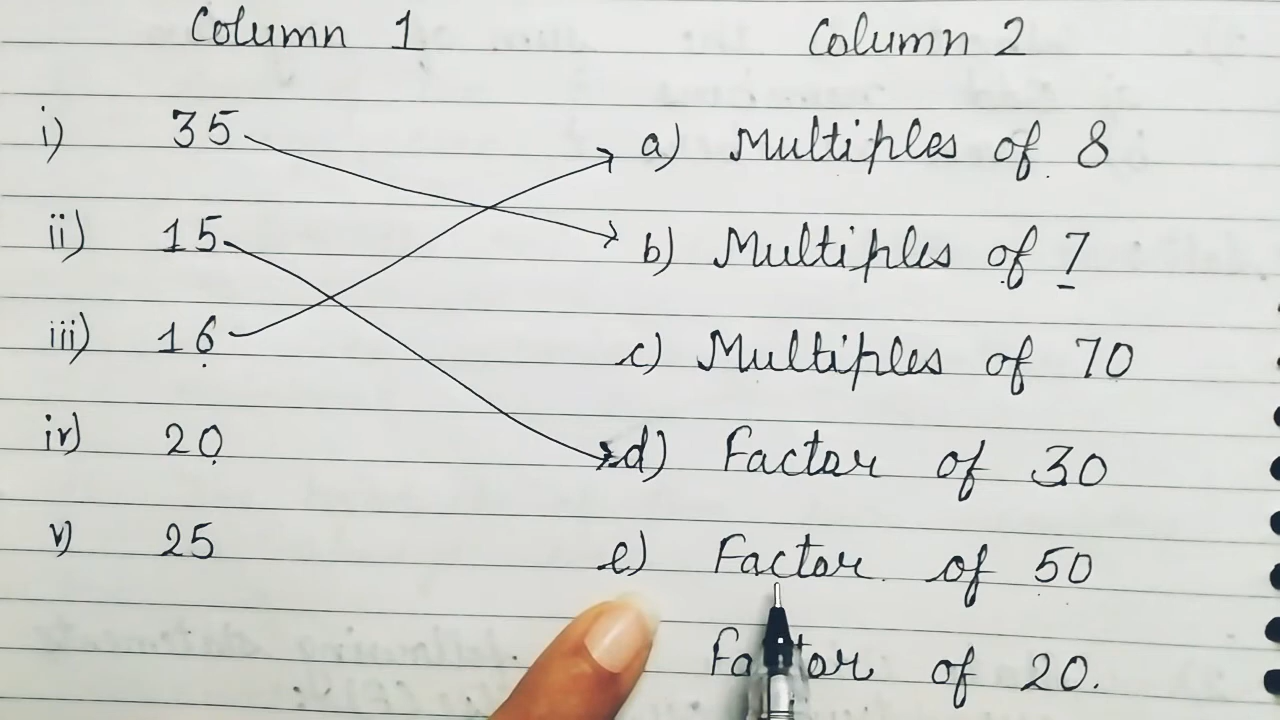 Column 1 Column 2
i) 35 a) Multiples of 8
ii) 15 b) Multiples of 7
iii) 16 c) Multiples of 70
iv) 20 d) Factor of 30
v) 25 e) Factor of 50
Factor of 20.